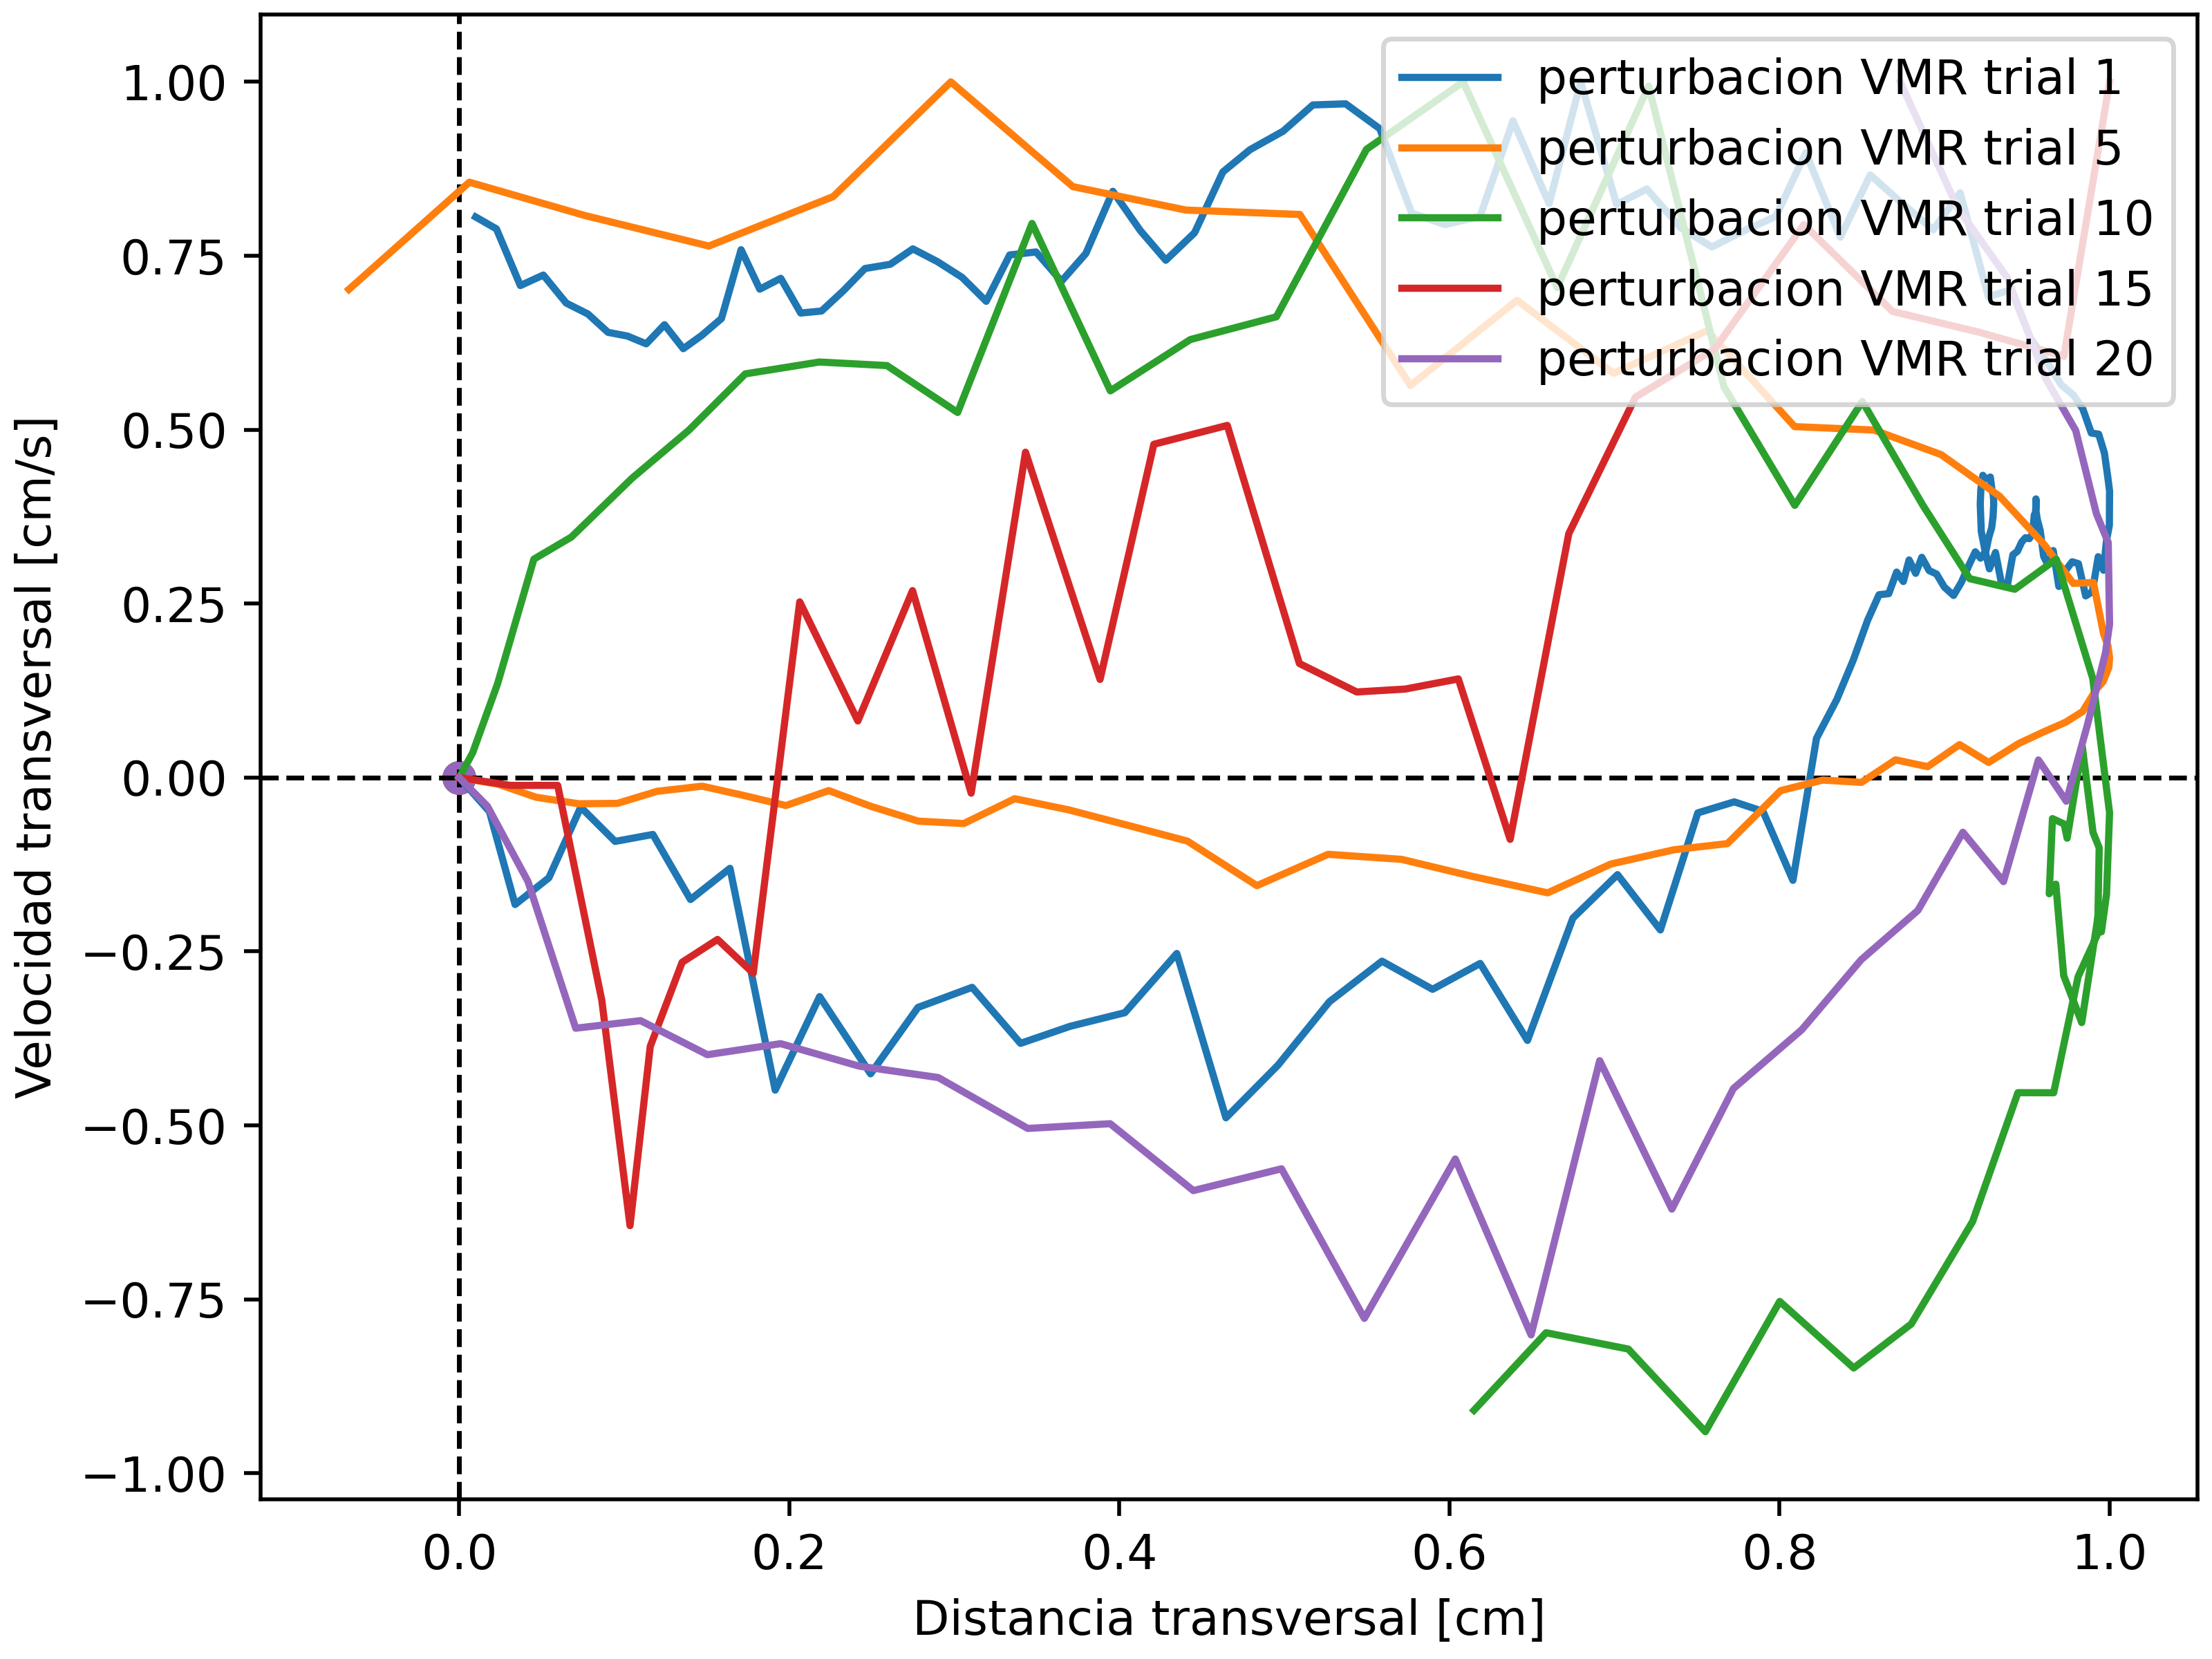 perturbacion VMR trial 1
perturbacion VMR trial 5
perturbacion VMR trial 10
perturbacion VMR trial 15
perturbacion VMR trial 20
1.00
0.75
0.50
0.25
0.00
−0.25
−0.50
−0.75
−1.00
Velocidad transversal [cm/s]
0.0 0.2 0.4 0.6 0.8 1.0
Distancia transversal [cm]